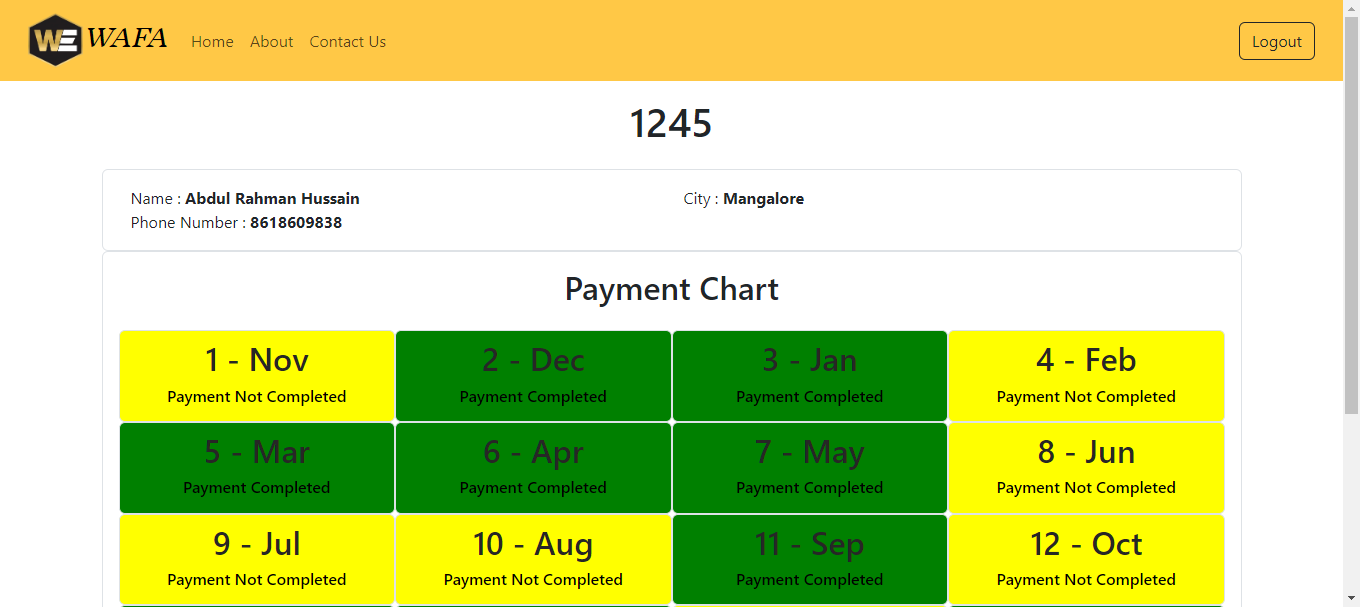 WE WAFA Home About Contact Us Logout
1245
Name : Abdul Rahman Hussain City : Mangalore
Phone Number : 8618609838
Payment Chart
1 - Nov 2 - Dec 3 - Jan 4 - Feb
Payment Not Completed Payment Completed Payment Completed Payment Not Completed
5 - Mar 6 - Apr 7 - May 8 - Jun
Payment Completed Payment Completed Payment Completed Payment Not Completed
9 - Jul 10 - Aug 11 - Sep 12 - Oct
Payment Not Completed Payment Not Completed Payment Completed Payment Not Completed